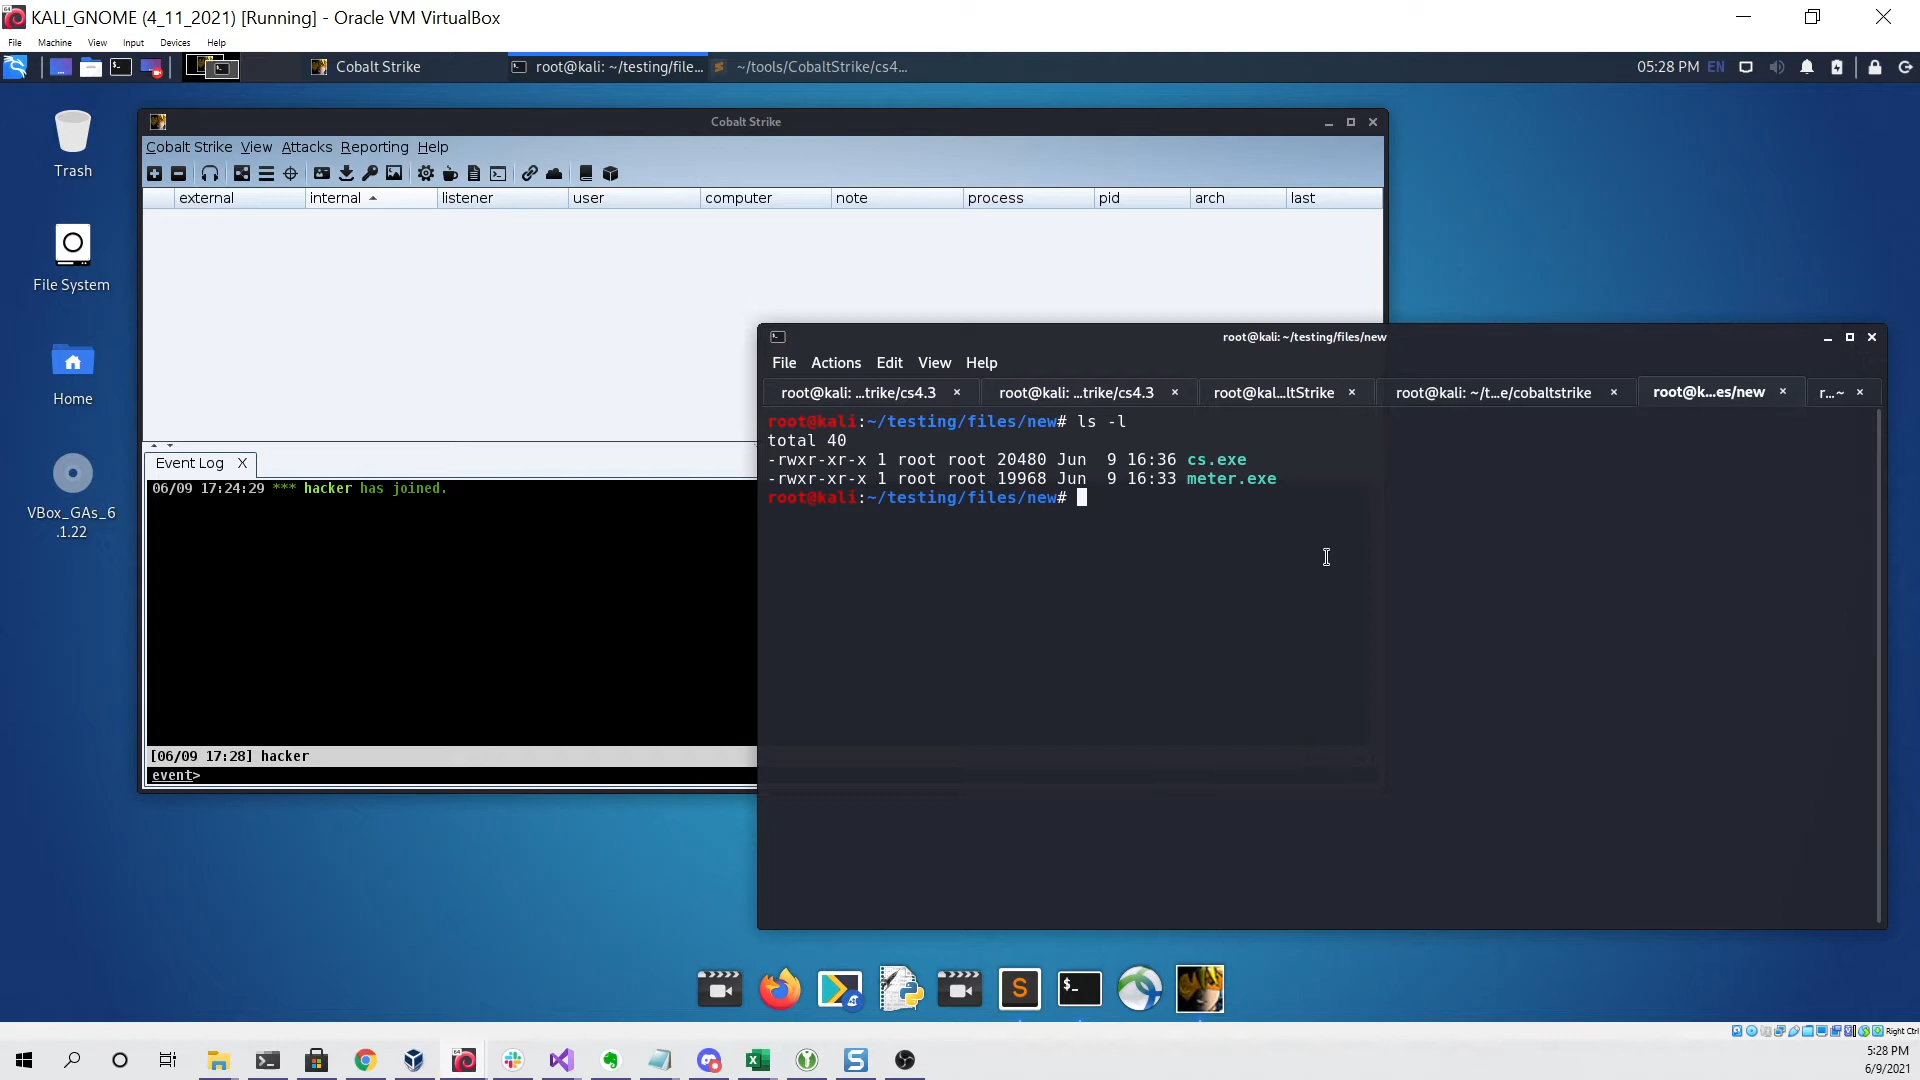 KALI_GNOME (4_11_2021) [Running] - Oracle VM VirtualBox
File Machine View Input Devices Help
Cobalt Strike
root@kali: ~/testing/file...
~/tools/CobaltStrike/cs4...
05:28 PM EN
Trash
File System
Home
VBox_GAs_6
.1.22
Cobalt Strike
Cobalt Strike View Attacks Reporting Help
external internal listener user computer note process pid arch last
Event Log X
06/09 17:24:29 *** hacker has joined.
[06/09 17:28] hacker
event>
root@kali: ~/testing/files/new
File Actions Edit View Help
root@kali: ...trike/cs4.3 × root@kali: ...trike/cs4.3 × root@kal...ltStrike × root@kali: ~/t...e/cobaltstrike × root@k...es/new × r...~ ×
root@kali:~/testing/files/new# ls -l
total 40
-rwxr-xr-x 1 root root 20480 Jun  9 16:36 cs.exe
-rwxr-xr-x 1 root root 19968 Jun  9 16:33 meter.exe
root@kali:~/testing/files/new#
Right Ctrl
5:28 PM
6/9/2021